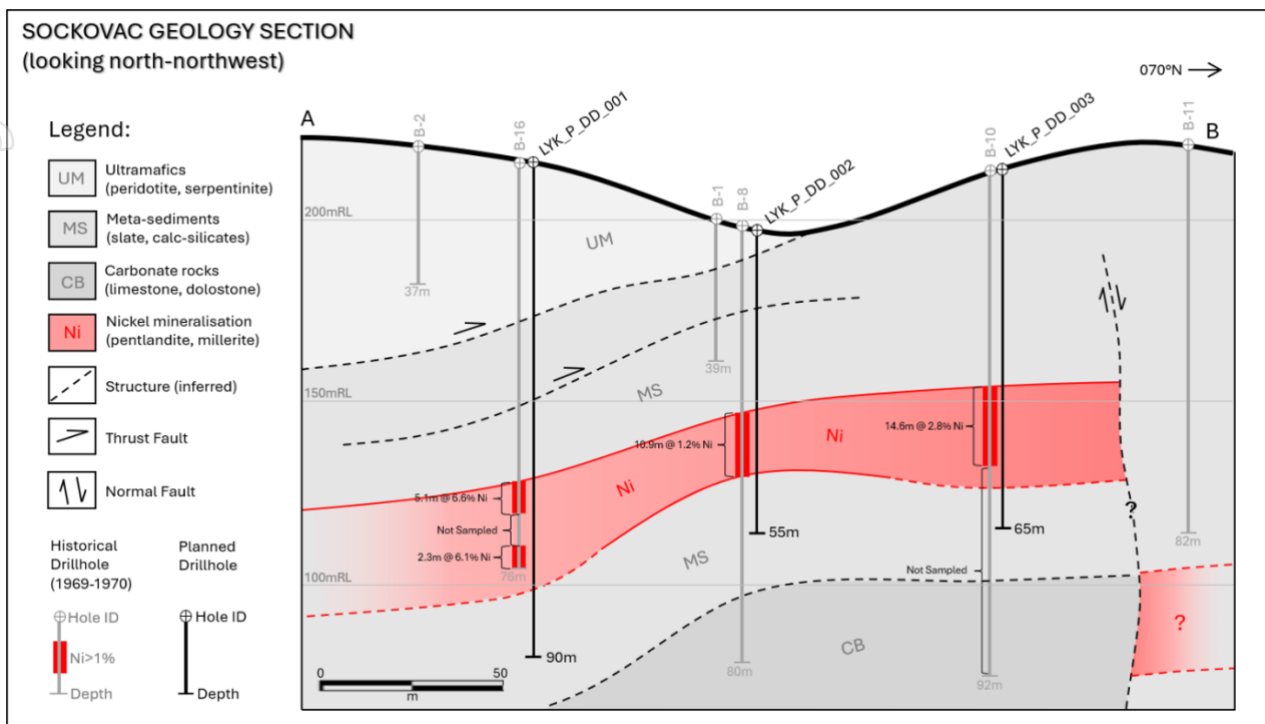 SOCKOVAC GEOLOGY SECTION
(looking north-northwest)
070°N
A
B
B-2
B-16
LYK_P_DD_001
B-1
B-8
LYK_P_DD_002
B-10
LYK_P_DD_003
B-11
Legend:
UM
Ultramafics
(peridotite, serpentinite)
MS
Meta-sediments
(slate, calc-silicates)
CB
Carbonate rocks
(limestone, dolostone)
Ni
Nickel mineralisation
(pentlandite, millerite)
Structure (inferred)
Thrust Fault
Normal Fault
Historical
Drillhole
(1969-1970)
Planned
Drillhole
Hole ID
Ni>1%
Depth
Hole ID
Depth
200mRL
150mRL
100mRL
UM
37m
39m
MS
10.9m @ 1.2% Ni
14.6m @ 2.8% Ni
Ni
Ni
5.1m @ 6.6% Ni
Not Sampled
2.3m @ 6.1% Ni
76m
?
55m
65m
82m
MS
Not Sampled
CB
?
90m
80m
92m
0
50
m